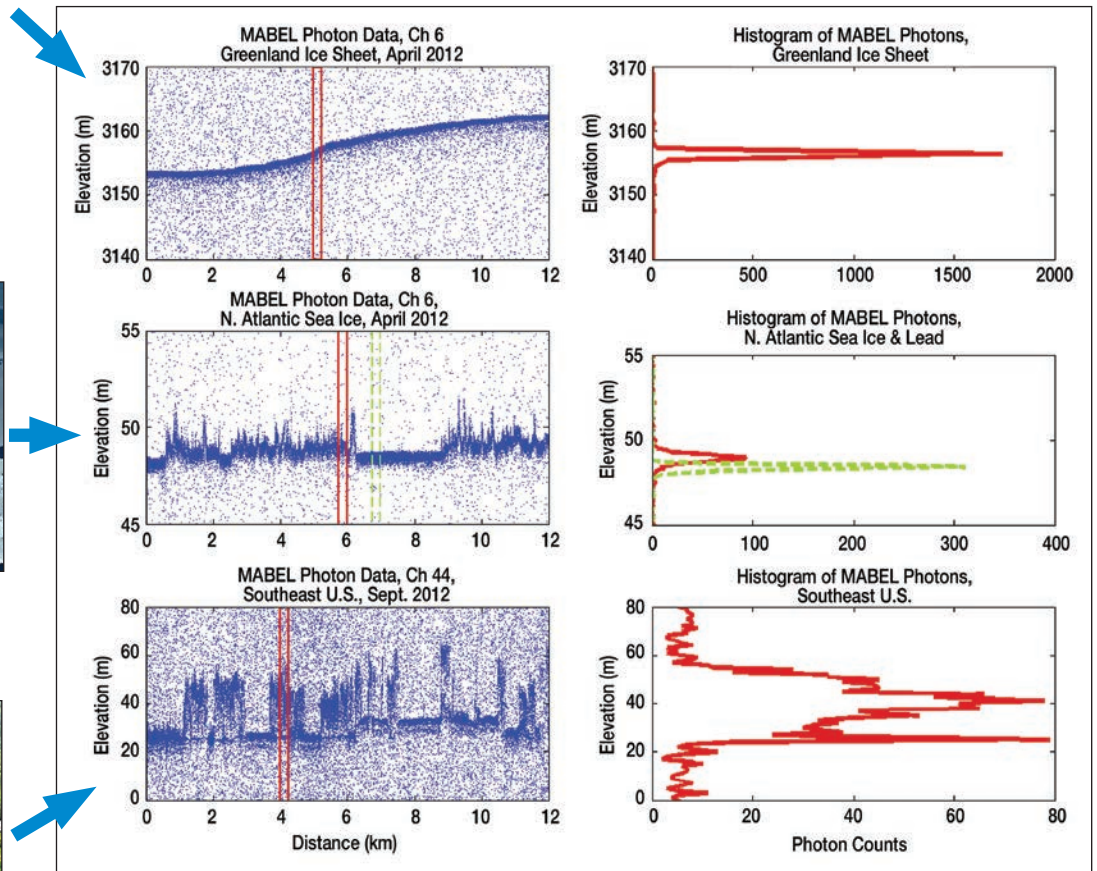 MABEL Photon Data, Ch 6
Greenland Ice Sheet, April 2012
3170
3160
3150
3140
Elevation (m)
0 2 4 6 8 10 12
Histogram of MABEL Photons,
Greenland Ice Sheet
3170
3160
3150
3140
Elevation (m)
0 500 1000 1500 2000
MABEL Photon Data, Ch 6,
N. Atlantic Sea Ice, April 2012
55
50
45
Elevation (m)
0 2 4 6 8 10 12
Histogram of MABEL Photons,
N. Atlantic Sea Ice & Lead
55
50
45
Elevation (m)
0 100 200 300 400
MABEL Photon Data, Ch 44,
Southeast U.S., Sept. 2012
80
60
40
20
0
Elevation (m)
0 2 4 6 8 10 12
Distance (km)
Histogram of MABEL Photons,
Southeast U.S.
80
60
40
20
0
Elevation (m)
0 20 40 60 80
Photon Counts